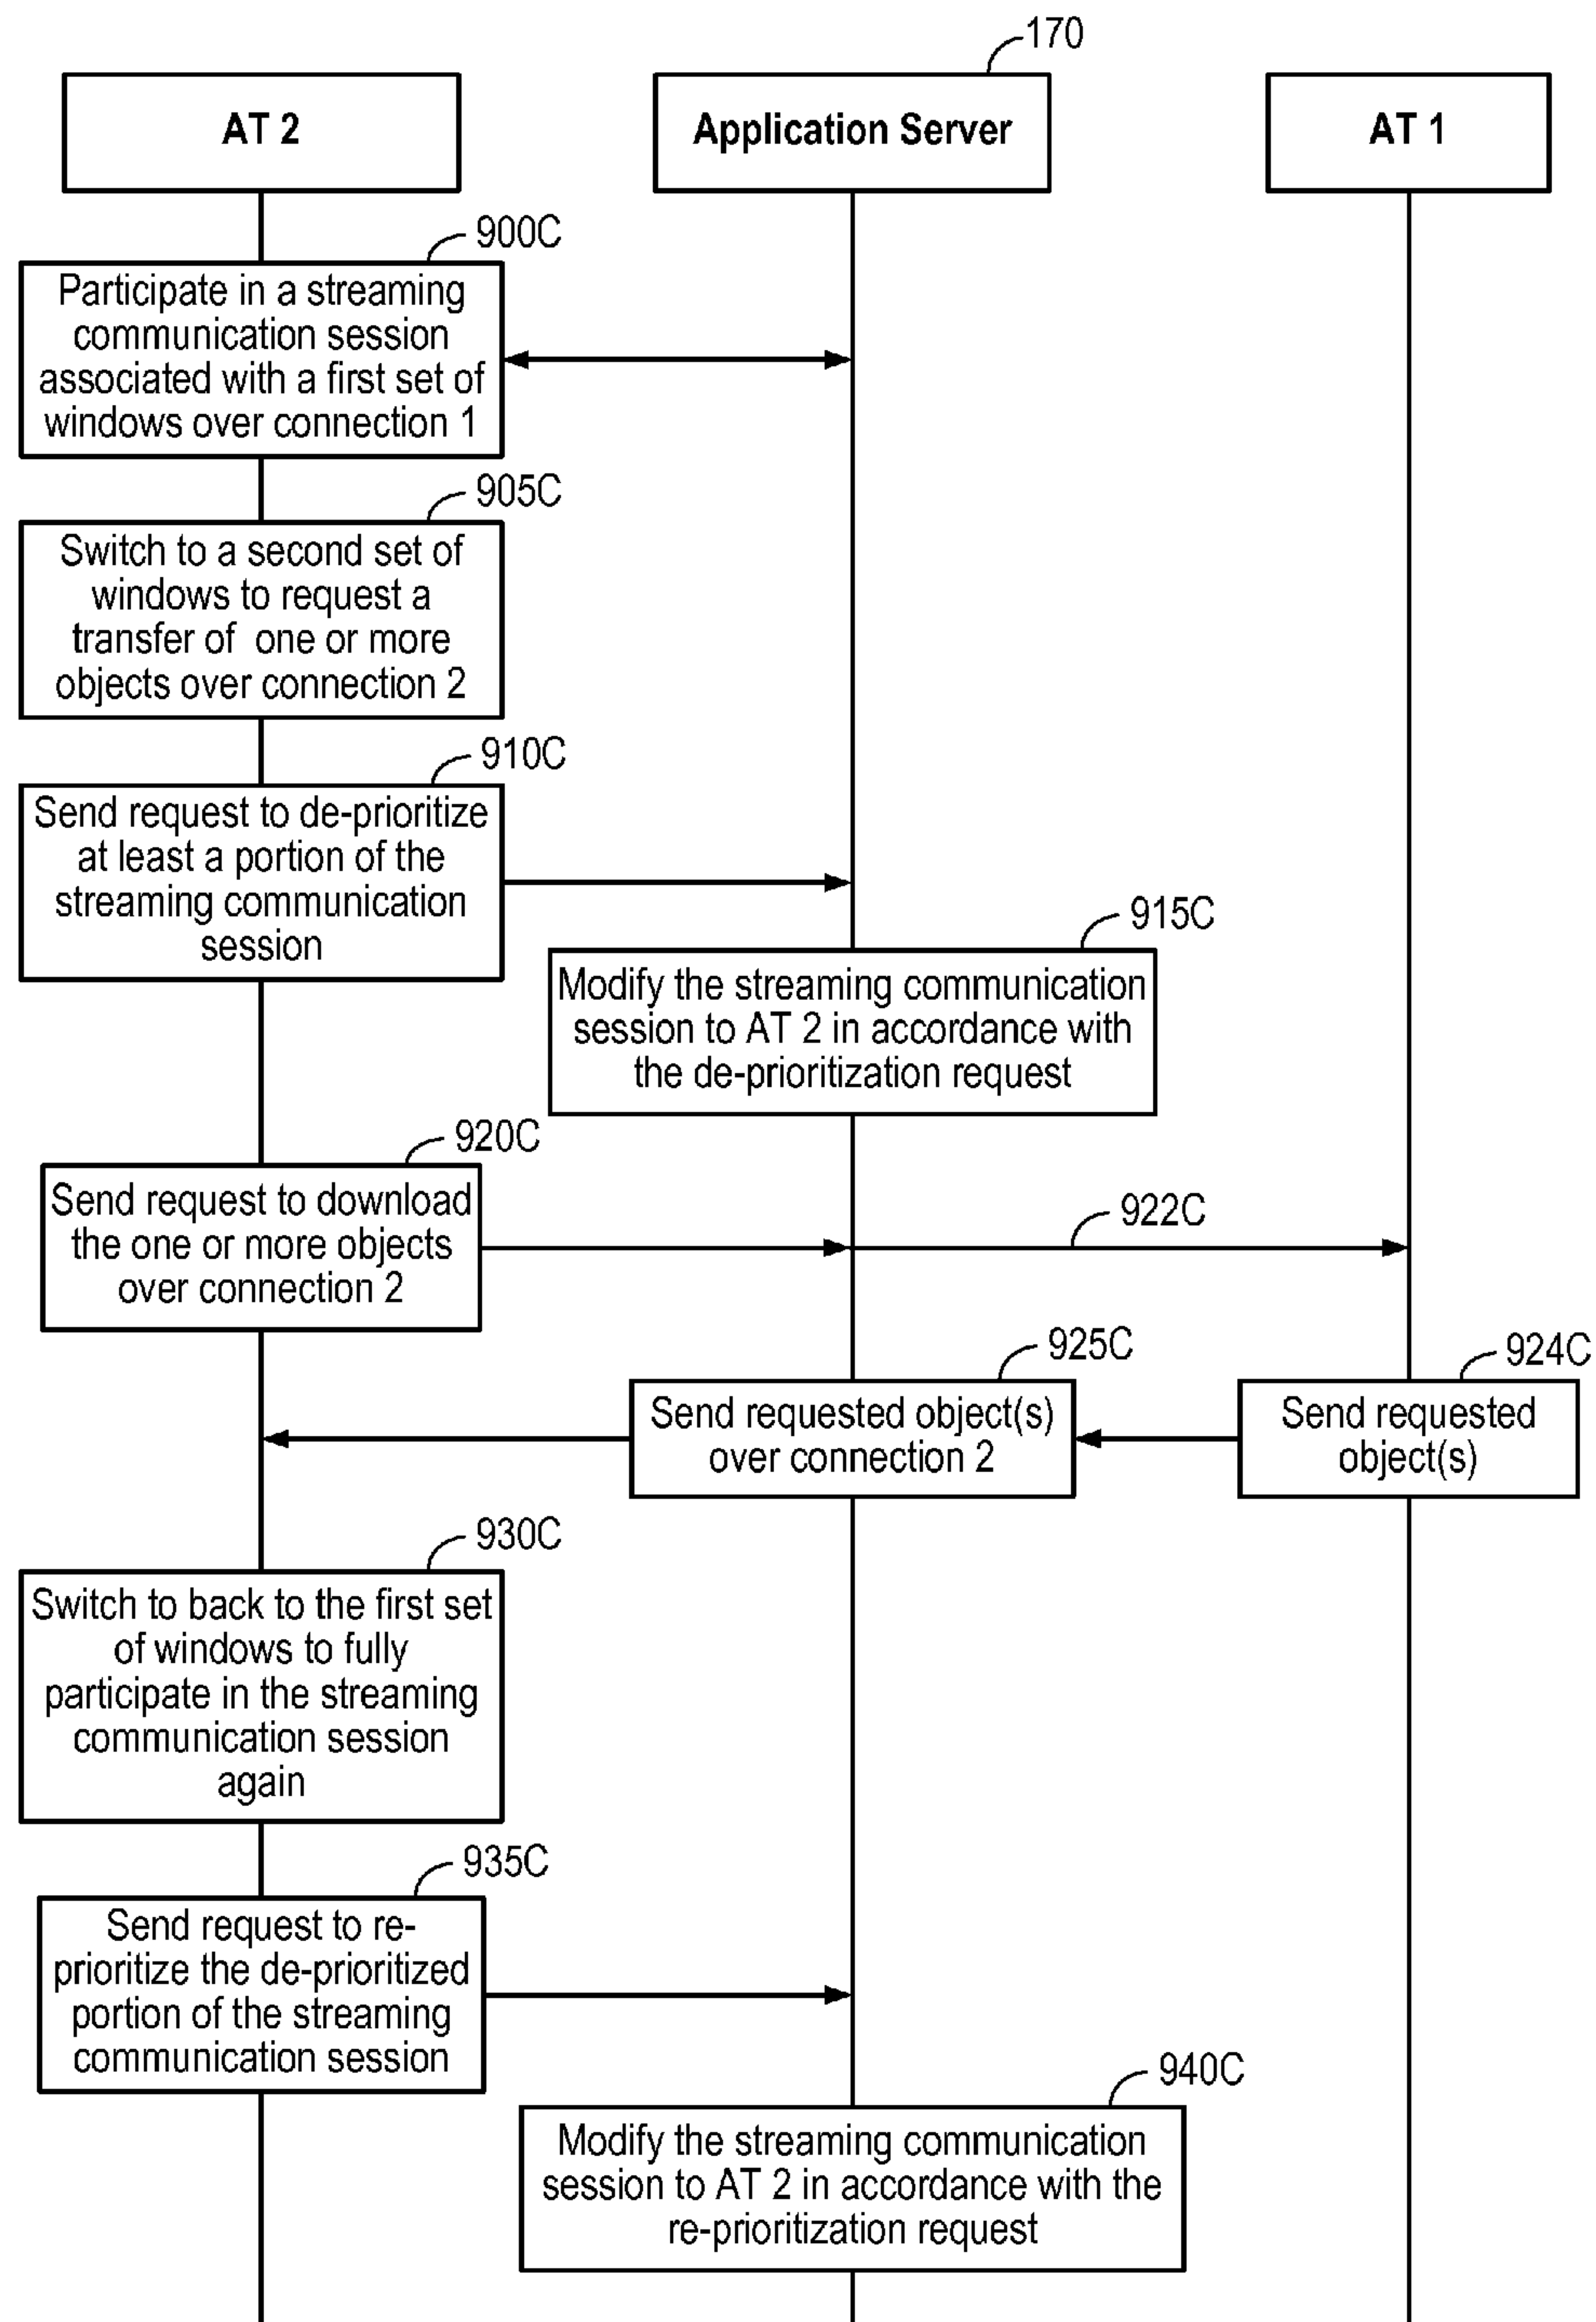 170
AT 2
Application Server
AT 1
900C
Participate in a streaming
communication session
associated with a first set of
windows over connection 1
905C
Switch to a second set of
windows to request a
transfer of one or more
objects over connection 2
910C
Send request to de-prioritize
at least a portion of the
streaming communication
session
915C
Modify the streaming communication
session to AT 2 in accordance with
the de-prioritization request
920C
Send request to download
the one or more objects
over connection 2
922C
925C
Send requested object(s)
over connection 2
924C
Send requested
object(s)
930C
Switch to back to the first set
of windows to fully
participate in the streaming
communication session
again
935C
Send request to re-
prioritize the de-prioritized
portion of the streaming
communication session
940C
Modify the streaming communication
session to AT 2 in accordance with the
re-prioritization request